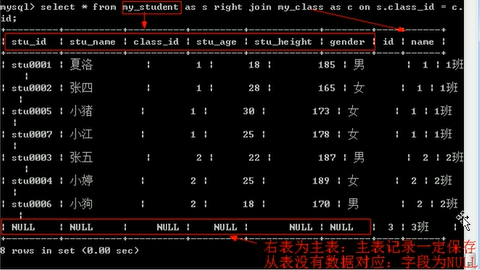 mysql> select * from my_student as s right join my_class as c on s.class_id = c.
id;
| stu_id | stu_name | class_id | stu_age | stu_height | gender | id | name |
| stu0001 | 夏洛 | 1 | 18 | 185 | 男 | 1 | 1班
|
| stu0002 | 张四 | 1 | 28 | 165 | 女 | 1 | 1班
|
| stu0005 | 小猪 | 1 | 30 | 173 | 女 | 1 | 1班
|
| stu0007 | 小江 | 1 | 25 | 178 | 女 | 1 | 1班
|
| stu0003 | 张五 | 2 | 22 | 187 | 男 | 2 | 2班
|
| stu0004 | 小婷 | 2 | 25 | 189 | 女 | 2 | 2班
|
| stu0006 | 小狗 | 2 | 18 | 170 | 男 | 2 | 2班
|
| NULL | NULL | NULL | NULL | NULL | NULL | 3 | 3班 |
8 rows in set (0.00 sec)
右表为主表：主表记录一定保存
从表没有数据对应：字段为NULL